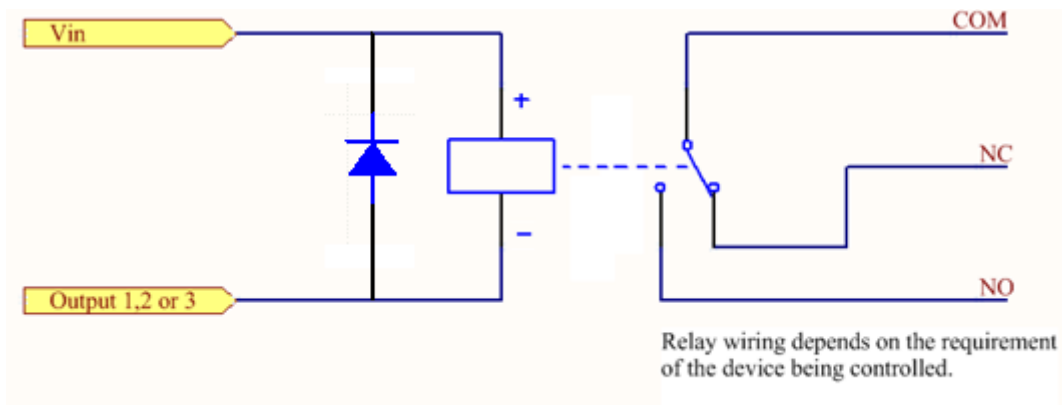 Vin
COM
+
NC
−
Output 1,2 or 3
NO
Relay wiring depends on the requirement
of the device being controlled.